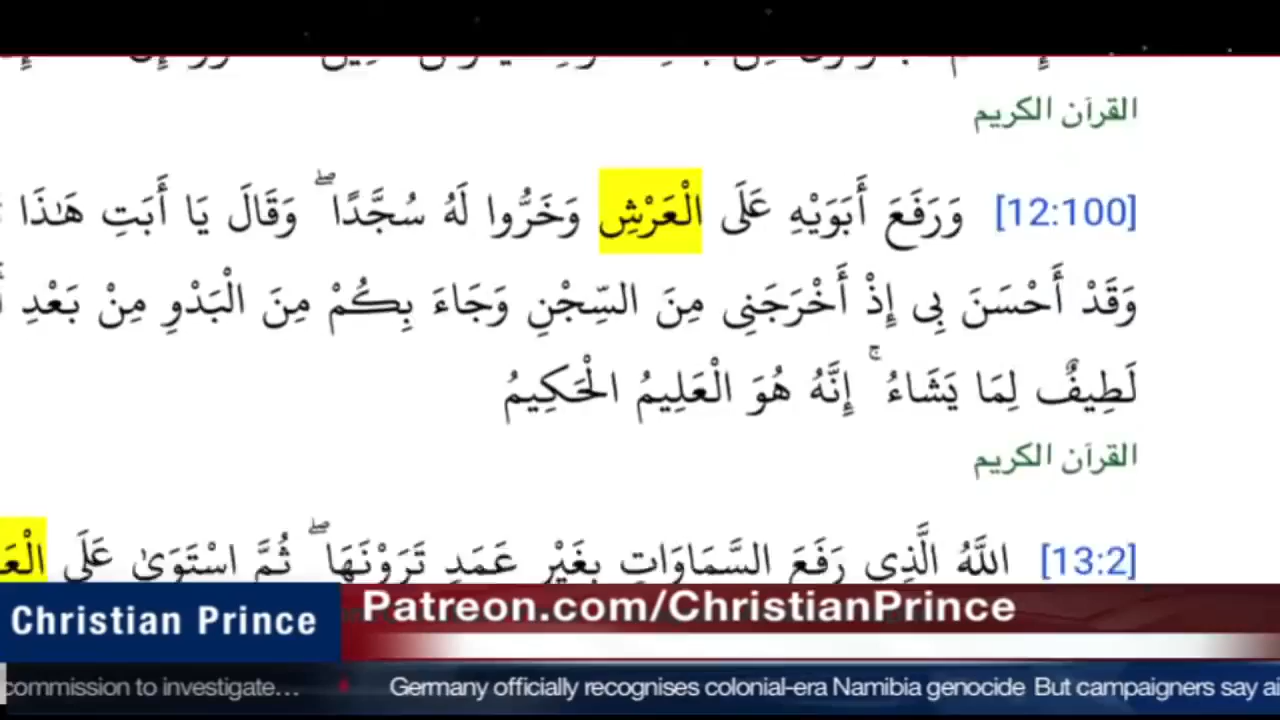 القرآن الكريم
[12:100] وَرَفَعَ أَبَوَيْهِ عَلَى الْعَرْشِ وَخَرُّوا لَهُ سُجَّدًا ۖ وَقَالَ يَا أَبَتِ هَٰذَا
وَقَدْ أَحْسَنَ بِي إِذْ أَخْرَجَنِي مِنَ السِّجْنِ وَجَاءَ بِكُمْ مِنَ الْبَدْوِ مِنْ بَعْدِ
لَطِيفٌ لِمَا يَشَاءُ ۚ إِنَّهُ هُوَ الْعَلِيمُ الْحَكِيمُ
القرآن الكريم
[13:2] اللَّهُ الَّذِي رَفَعَ السَّمَاوَاتِ بِغَيْرِ عَمَدٍ تَرَوْنَهَا ۖ ثُمَّ اسْتَوَىٰ عَلَى
Christian Prince
Patreon.com/ChristianPrince
commission to investigate... Germany officially recognises colonial-era Namibia genocide But campaigners say